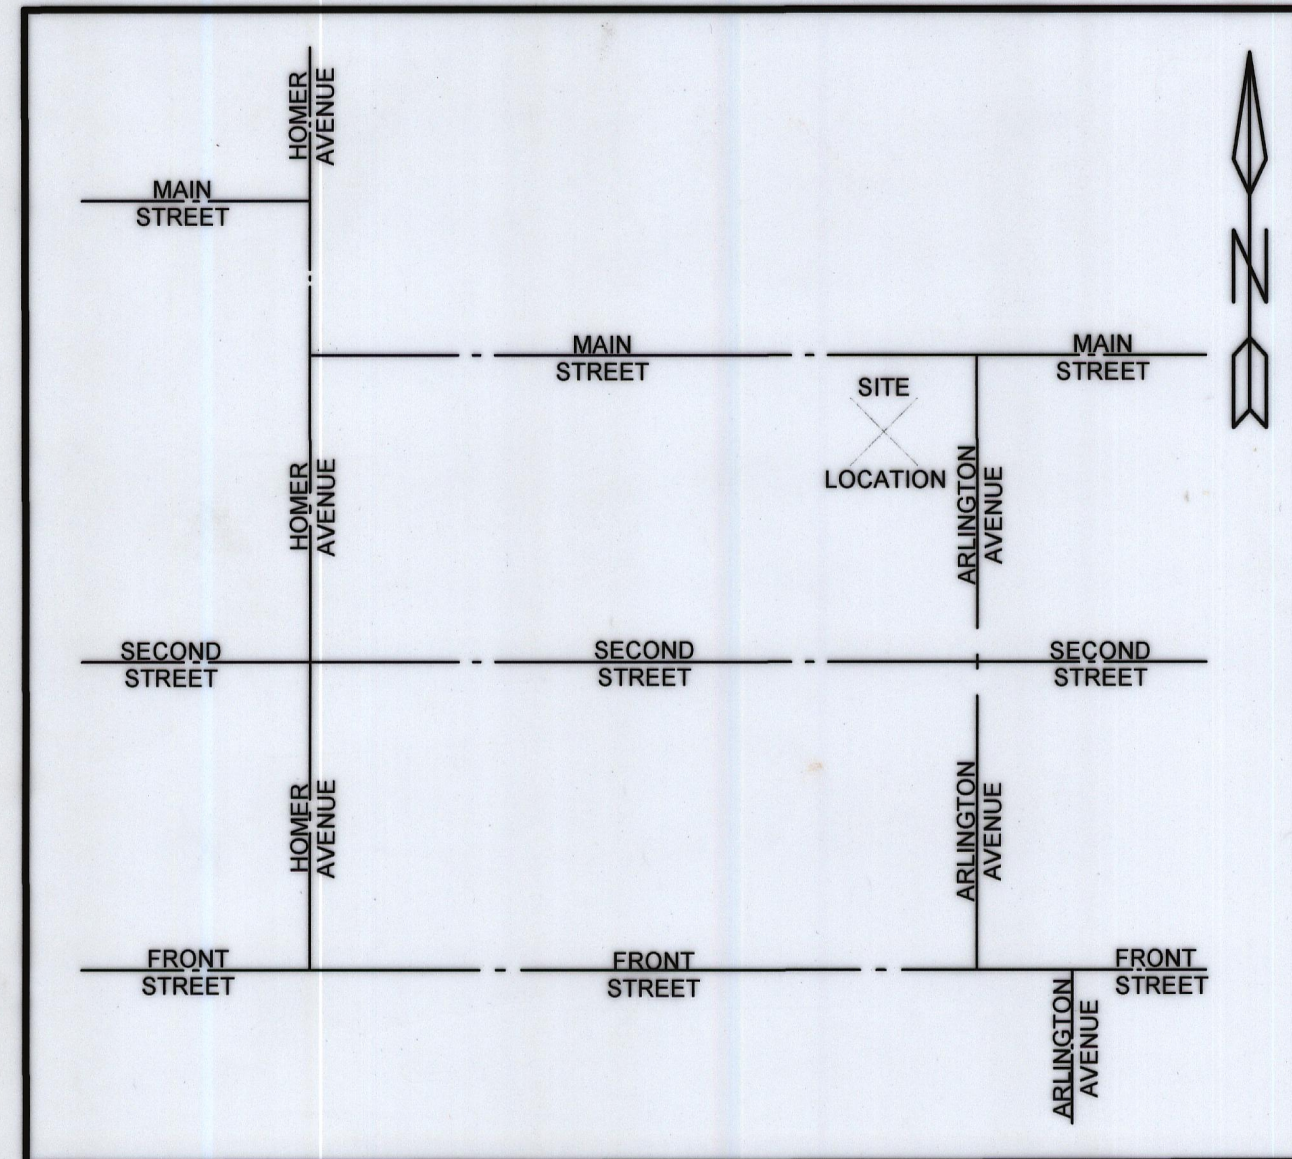 HOMER
AVENUE
MAIN
STREET
N
MAIN
STREET
MAIN
STREET
SITE
LOCATION
HOMER
AVENUE
ARLINGTON
AVENUE
SECOND
STREET
SECOND
STREET
SECOND
STREET
HOMER
AVENUE
ARLINGTON
AVENUE
FRONT
STREET
FRONT
STREET
FRONT
STREET
ARLINGTON
AVENUE